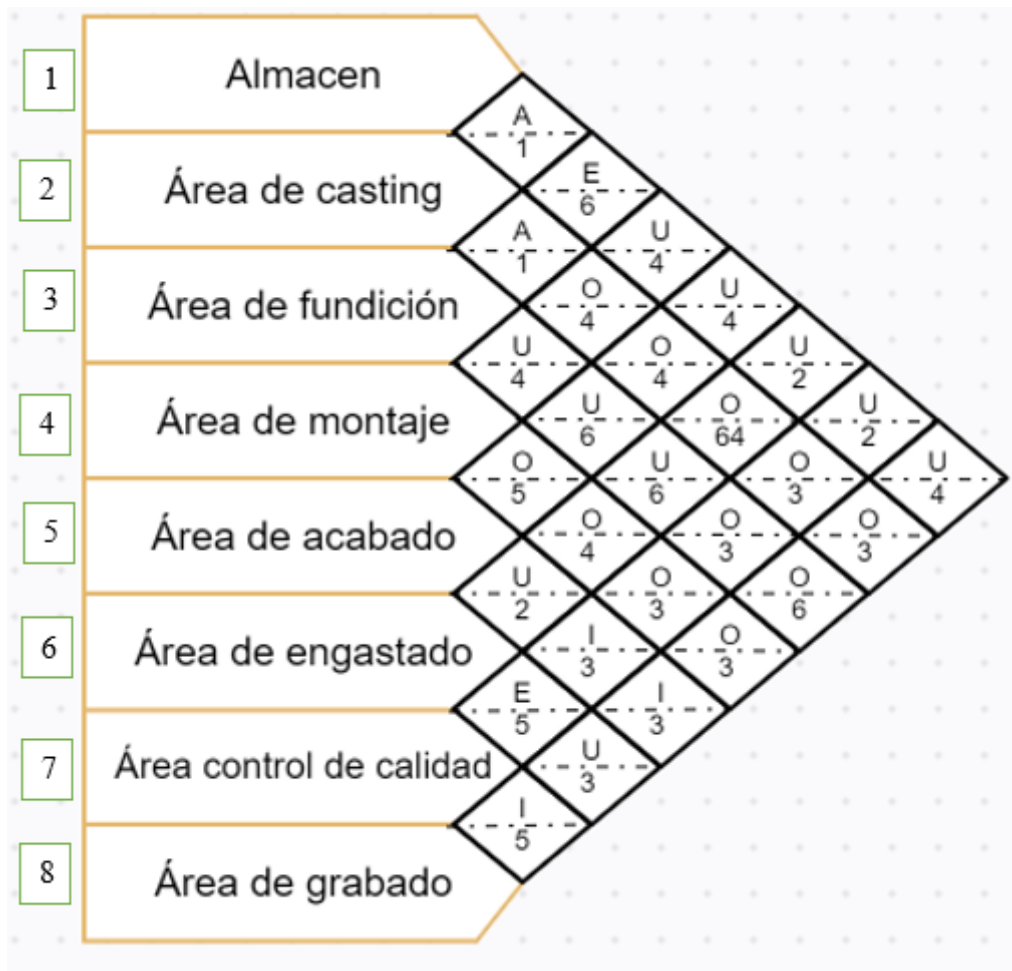 1 Almacen
A
1
E
2 Área de casting
6
A U
1 4
O U
3 Área de fundición
4 4
U O U
4 4 2
U O U
4 Área de montaje
6 64 2
O U O U
5 6 3 4
O O O
5 Área de acabado
4 3 3
U O O
2 3 6
I O
6 Área de engastado
3 3
E I
5 3
U
7 Área control de calidad
3
I
5
8 Área de grabado